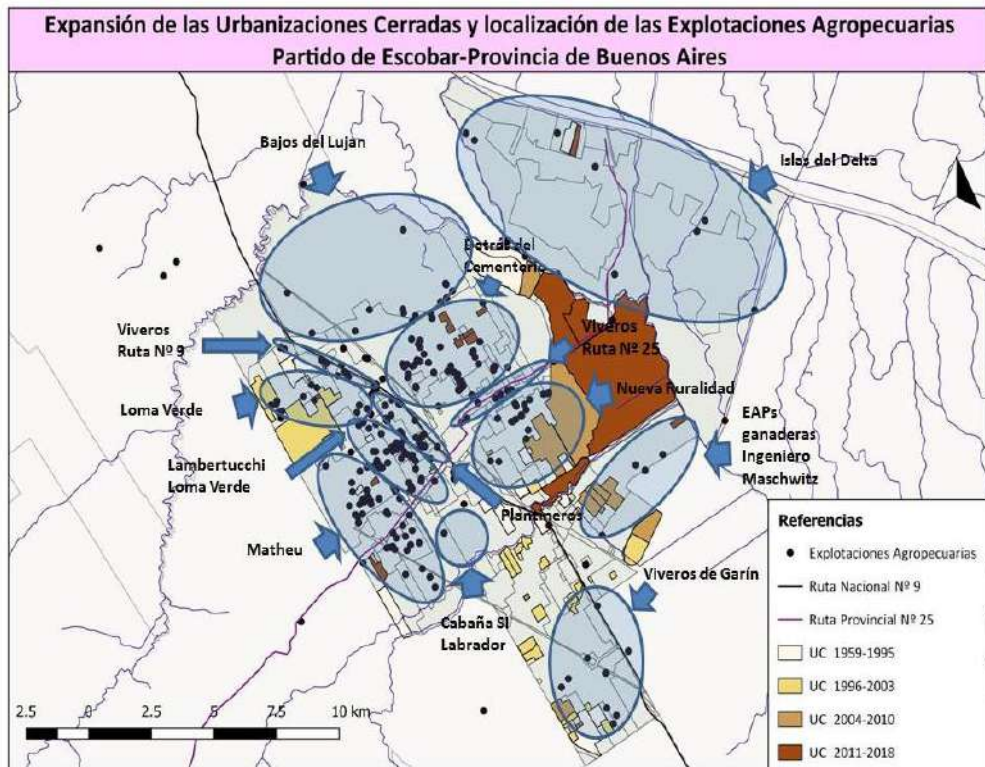 Expansión de las Urbanizaciones Cerradas y localización de las Explotaciones Agropecuarias
Partido de Escobar-Provincia de Buenos Aires
Bajos del Lujan
Islas del Delta
Detrás del
Cementerio
Viveros
Ruta Nº 9
Viveros
Ruta Nº 25
Nueva Ruralidad
Loma Verde
EAPs
ganaderas
Ingeniero
Maschwitz
Lambertucchi
Loma Verde
Plantineros
Matheu
Viveros de Garín
Cabaña SI
Labrador
Referencias
Explotaciones Agropecuarias
Ruta Nacional Nº 9
Ruta Provincial Nº 25
UC 1959-1995
UC 1996-2003
UC 2004-2010
UC 2011-2018
2.5 0 2.5 5 7.5 10 km